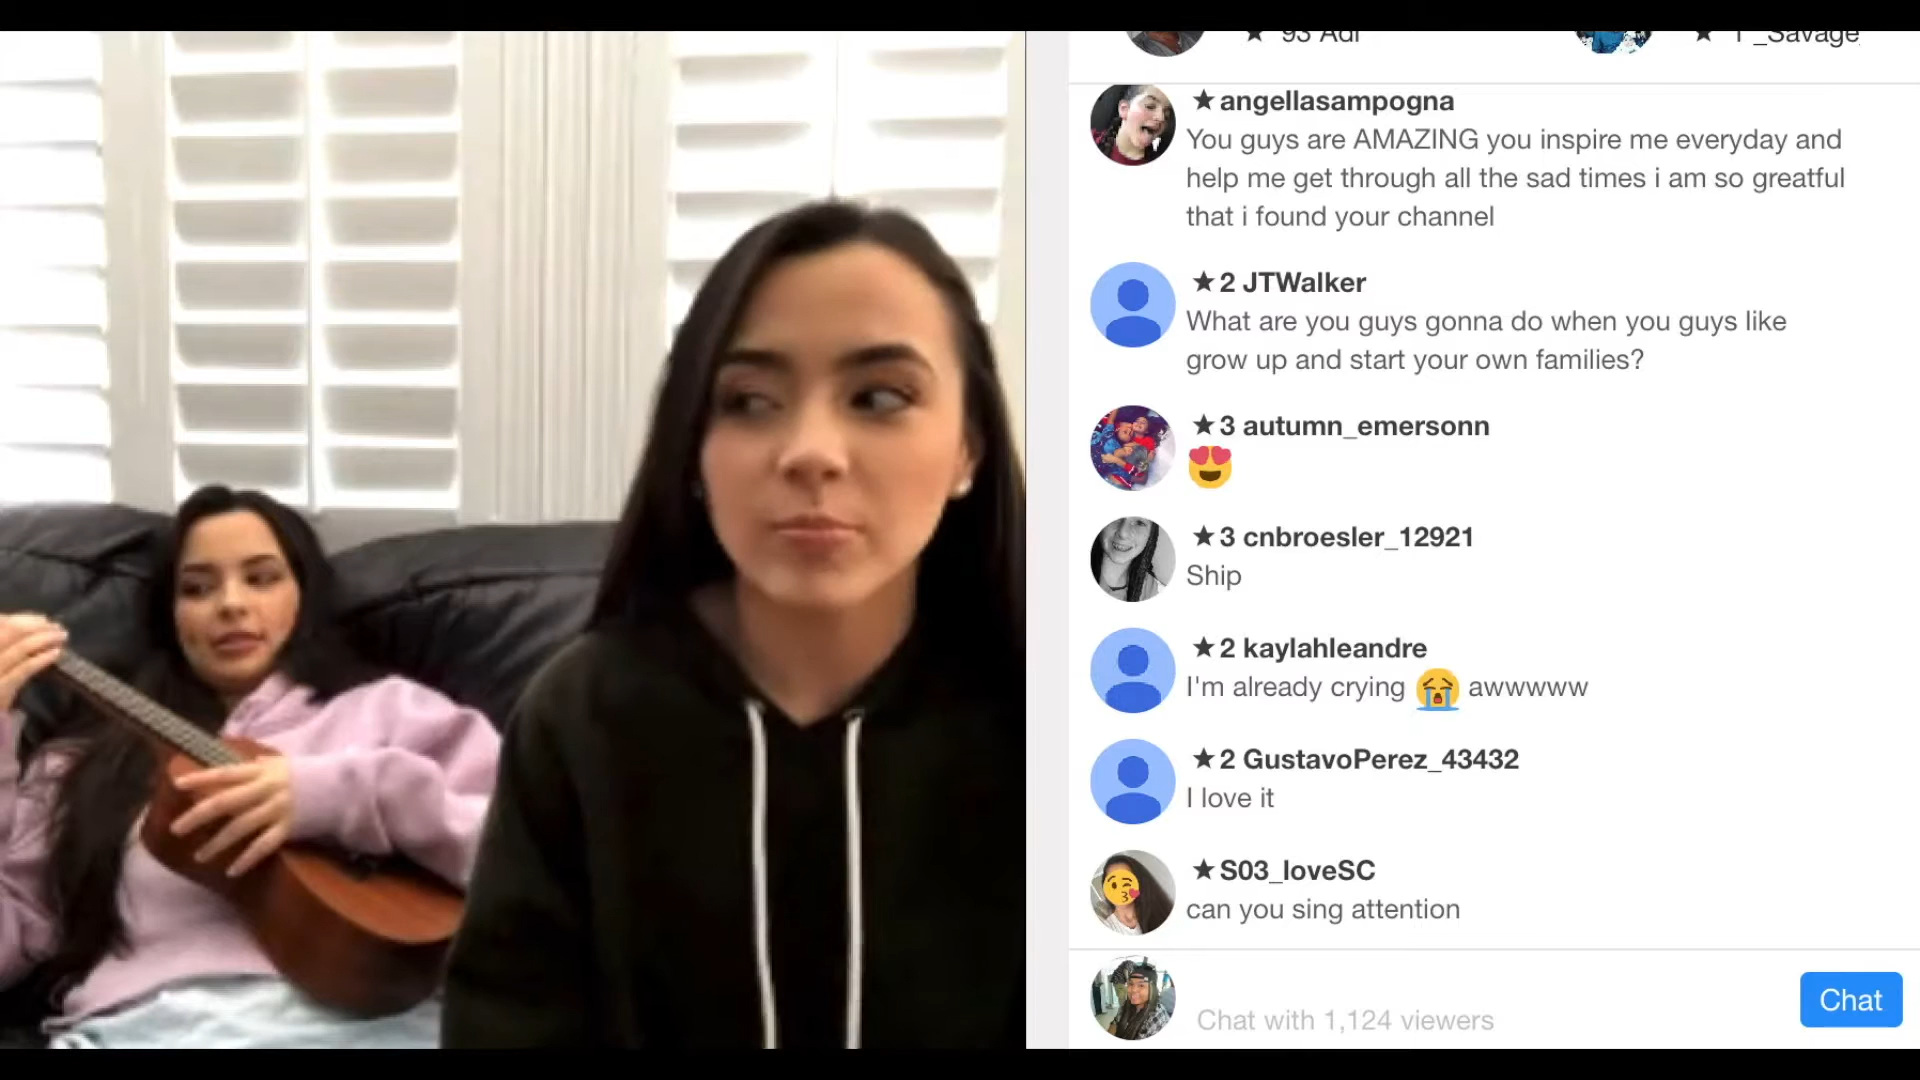 ★ 93 Adi
★ T_Savage
★ angellasampogna
You guys are AMAZING you inspire me everyday and
help me get through all the sad times i am so greatful
that i found your channel
★ 2 JTWalker
What are you guys gonna do when you guys like
grow up and start your own families?
★ 3 autumn_emersonn
😍
★ 3 cnbroesler_12921
Ship
★ 2 kaylahleandre
I'm already crying 😭 awwwww
★ 2 GustavoPerez_43432
I love it
★ S03_loveSC
can you sing attention
Chat with 1,124 viewers
Chat